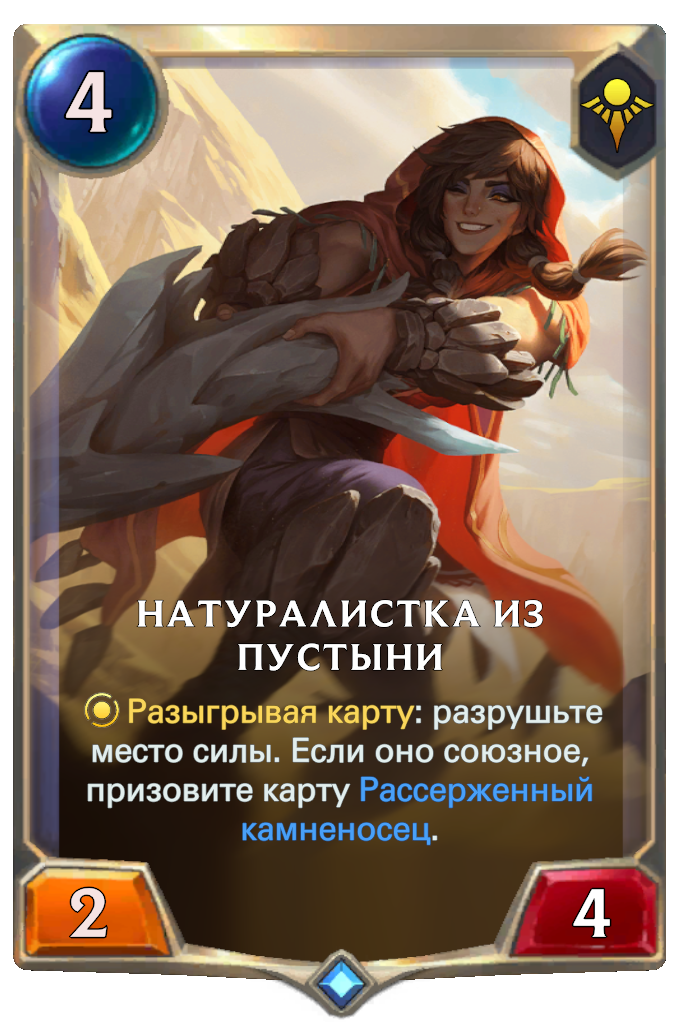 4
НАТУРАЛИСТКА ИЗ
ПУСТЫНИ
Разыгрывая карту: разрушьте
место силы. Если оно союзное,
призовите карту Рассерженный
камненосец.
2
4